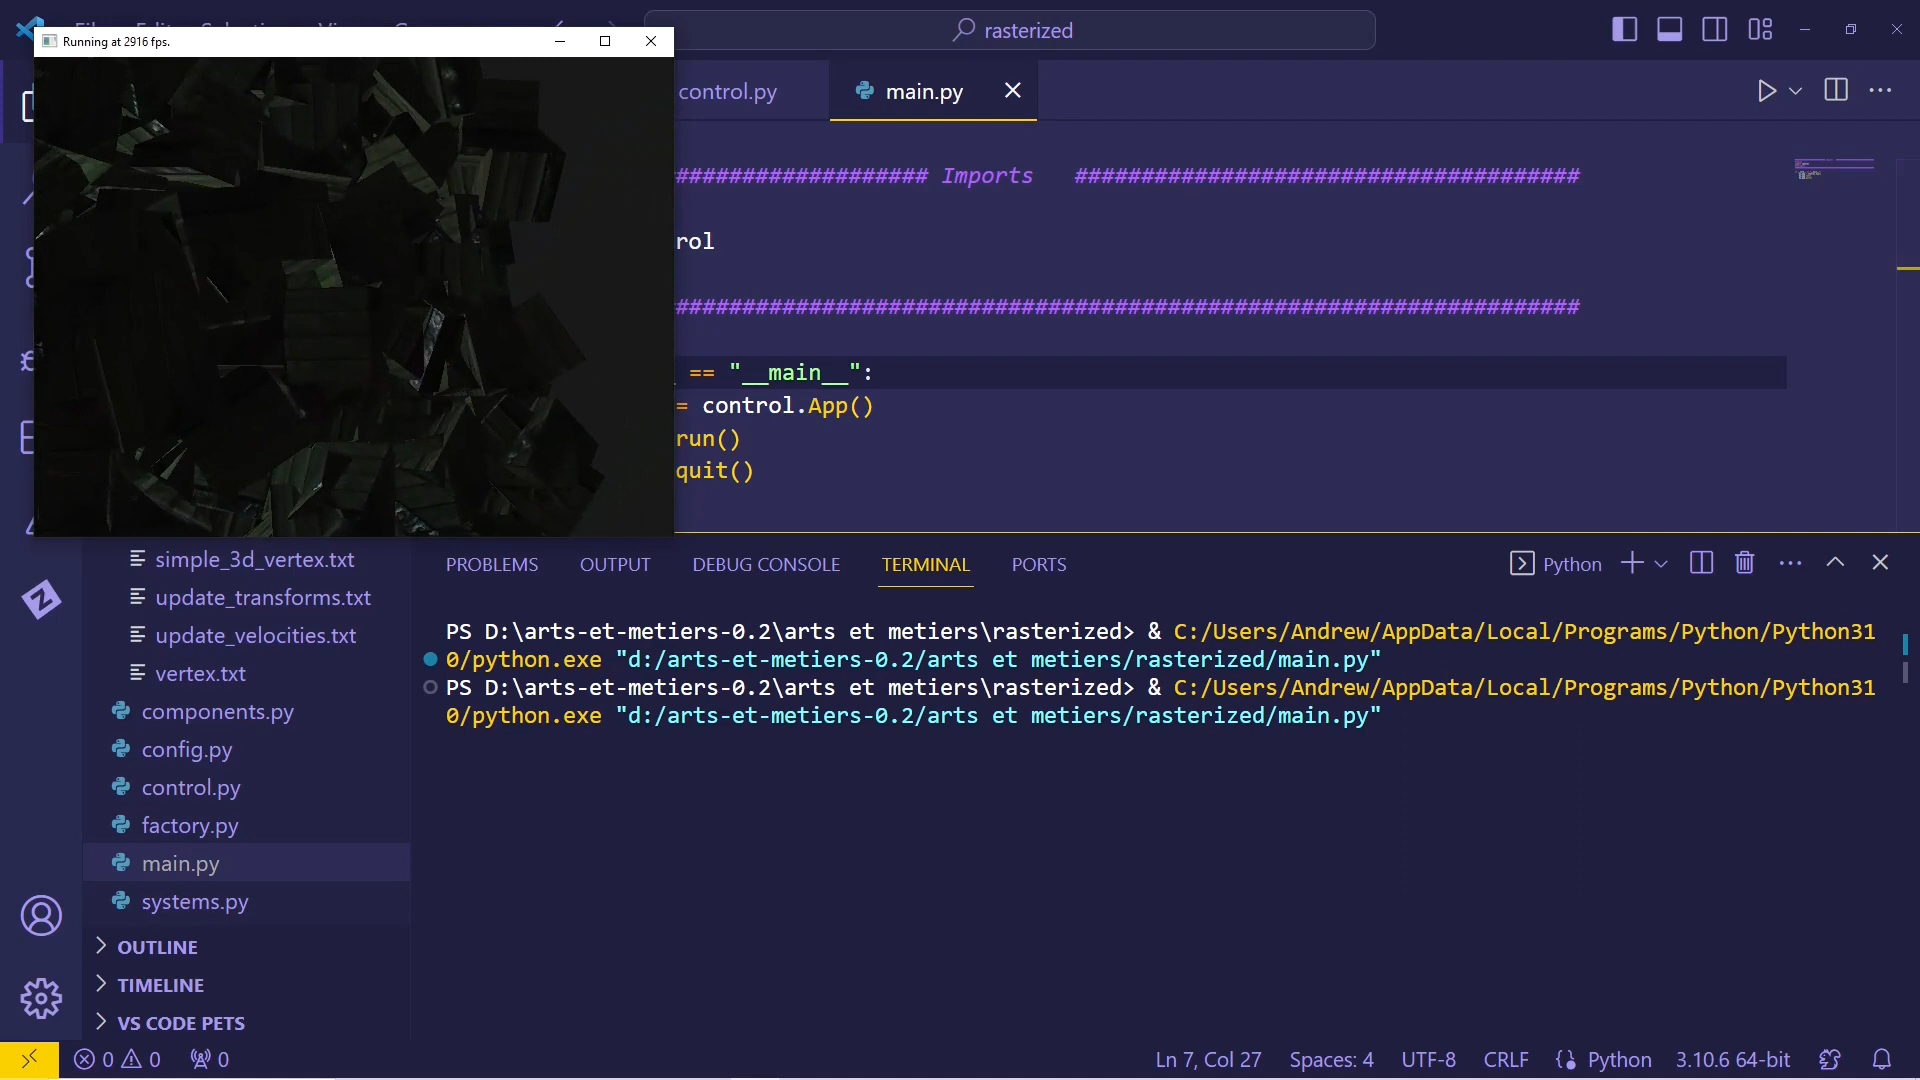 rasterized
Running at 2916 fps.
control.py
main.py
################### Imports ######################################
rol
####################################################################
== "__main__":
= control.App()
run()
quit()
simple_3d_vertex.txt
update_transforms.txt
update_velocities.txt
vertex.txt
components.py
config.py
control.py
factory.py
main.py
systems.py
OUTLINE
TIMELINE
VS CODE PETS
PROBLEMS OUTPUT DEBUG CONSOLE TERMINAL PORTS
Python
PS D:\arts-et-metiers-0.2\arts et metiers\rasterized> & C:/Users/Andrew/AppData/Local/Programs/Python/Python31
0/python.exe "d:/arts-et-metiers-0.2/arts et metiers/rasterized/main.py"
PS D:\arts-et-metiers-0.2\arts et metiers\rasterized> & C:/Users/Andrew/AppData/Local/Programs/Python/Python31
0/python.exe "d:/arts-et-metiers-0.2/arts et metiers/rasterized/main.py"
0 0 0
Ln 7, Col 27 Spaces: 4 UTF-8 CRLF Python 3.10.6 64-bit